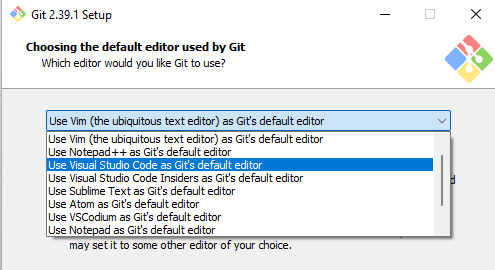 Git 2.39.1 Setup
Choosing the default editor used by Git
Which editor would you like Git to use?
Use Vim (the ubiquitous text editor) as Git's default editor
Use Vim (the ubiquitous text editor) as Git's default editor
Use Notepad++ as Git's default editor
Use Visual Studio Code as Git's default editor
Use Visual Studio Code Insiders as Git's default editor
Use Sublime Text as Git's default editor
Use Atom as Git's default editor
Use VSCodium as Git's default editor
Use Notepad as Git's default editor
may set it to some other editor of your choice.